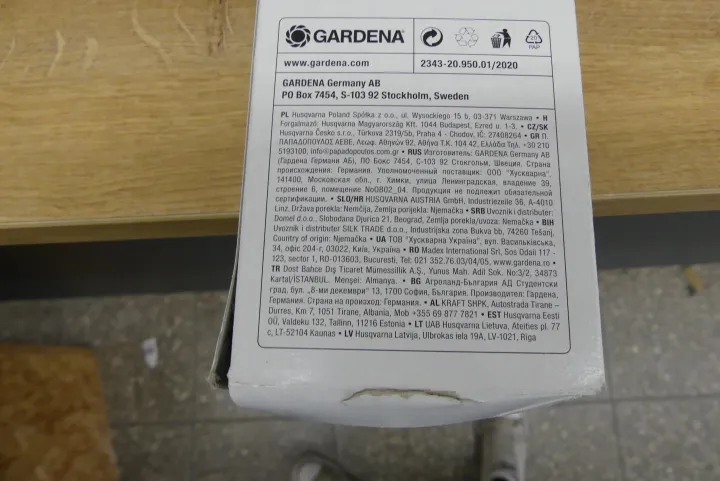 GARDENA
20
PAP
www.gardena.com
2343-20.950.01/2020
GARDENA Germany AB
PO Box 7454, S-103 92 Stockholm, Sweden
PL Husqvarna Poland Spółka z o.o., ul. Wysockiego 15 b, 03-371 Warszawa • H
Forgalmazó: Husqvarna Magyarország Kft. 1044 Budapest, Ezred u. 1-3. • CZ/SK
Husqvarna Česko s.r.o., Türkova 2319/5b, Praha 4 - Chodov. IČ: 27408264 • GR Π.
ΠΑΠΑΔΟΠΟΥΛΟΣ ΑΕΒΕ, Λεωφ. Αθηνών 92, Αθήνα Τ.Κ. 104 42, Ελλάδα Τηλ. +30 210
5193100, info@papadopoulos.com.gr • RUS Изготовитель: GARDENA Germany AB
(Гардена Германи АБ), ПО Бокс 7454, С-103 92 Стокгольм, Швеция. Страна
происхождения: Германия. Уполномоченный поставщик: ООО "Хускварна",
141400, Московская обл., г. Химки, улица Ленинградская, владение 39,
строение 6, помещение №OB02_04. Продукция не подлежит обязательной
сертификации. • SLO/HR HUSQVARNA AUSTRIA GmbH, Industriezeile 36, A-4010
Linz. Država porekla: Nemčija, Zemlja porijekla: Njemačka • SRB Uvoznik i distributer:
Domel d.o.o., Slobodana Djurica 21, Beograd, Zemlja porekla/uvoza: Nemačka • BIH
Uvoznik i distributer SILK TRADE d.o.o., Industrijska zona Bukva bb, 74260 Tešanj.
Country of origin: Njemačka • UA ТОВ "Хускварна Україна", вул. Васильківська,
34, офіс 204-г, 03022, Київ, Україна • RO Madex International Srl, Sos Odaii 117 -
123, sector 1, RO-013603, Bucuresti, Tel: 021 352.76.03/04/05, www.gardena.ro •
TR Dost Bahce Dış Ticaret Mümessillik A.Ş., Yunus Mah. Adil Sok. No:3/2, 34873
Kartal/İSTANBUL. Menşei: Almanya. • BG Агроланд-България АД Студентски
град, бул. „8-ми декември" 13, 1700 София, България. Производител: Гардена,
Германия. Страна на произход: Германия. • AL KRAFT SHPK, Autostrada Tirane –
Durres, Km 7, 1051 Tirane, Albania, Mob +355 69 877 7821 • EST Husqvarna Eesti
OÜ, Valdeku 132, Tallinn, 11216 Estonia • LT UAB Husqvarna Lietuva, Ateities pl. 77
c, LT-52104 Kaunas • LV Husqvarna Latvija, Ulbrokas iela 19A, LV-1021, Riga